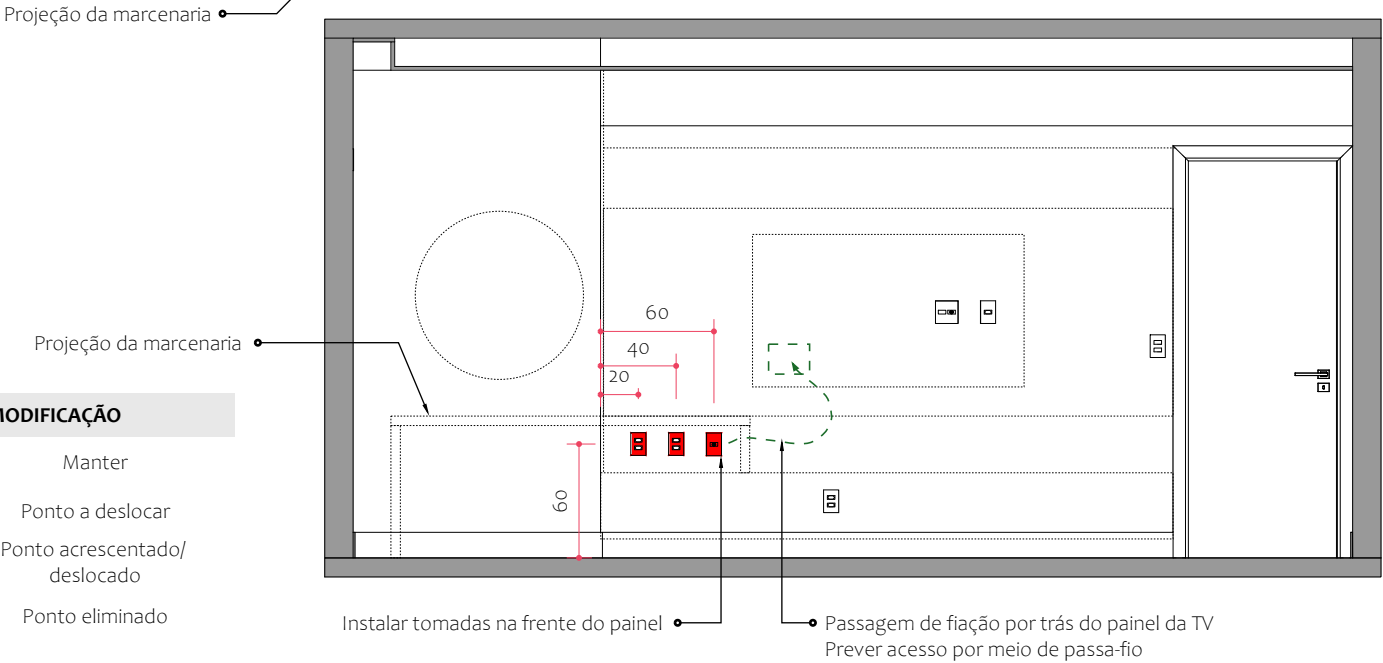 Projeção da marcenaria
60
40
20
Projeção da marcenaria
MODIFICAÇÃO
Manter
60
Ponto a deslocar
Ponto acrescentado/
deslocado
Ponto eliminado
Instalar tomadas na frente do painel
Passagem de fiação por trás do painel da TV
Prever acesso por meio de passa-fio